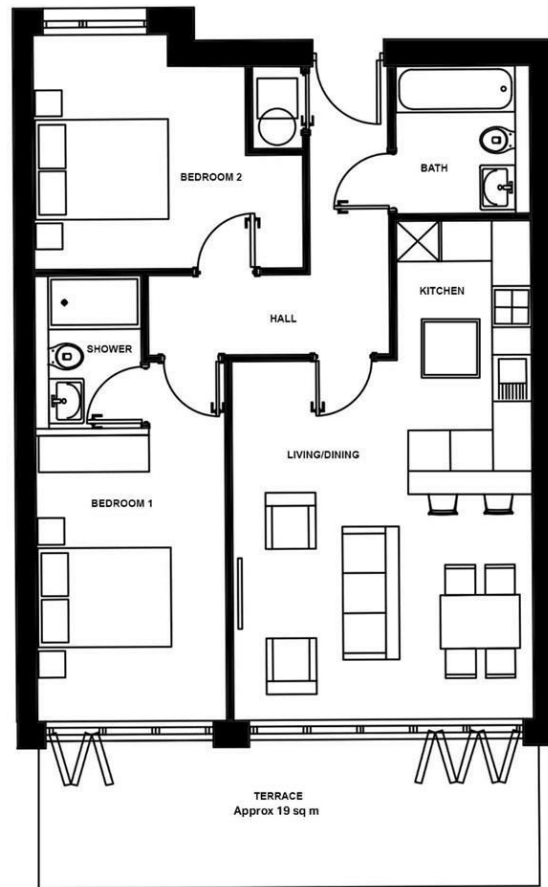 BATH
BEDROOM 2
KITCHEN
HALL
SHOWER
LIVING/DINING
BEDROOM 1
TERRACE
Approx 19 sq m